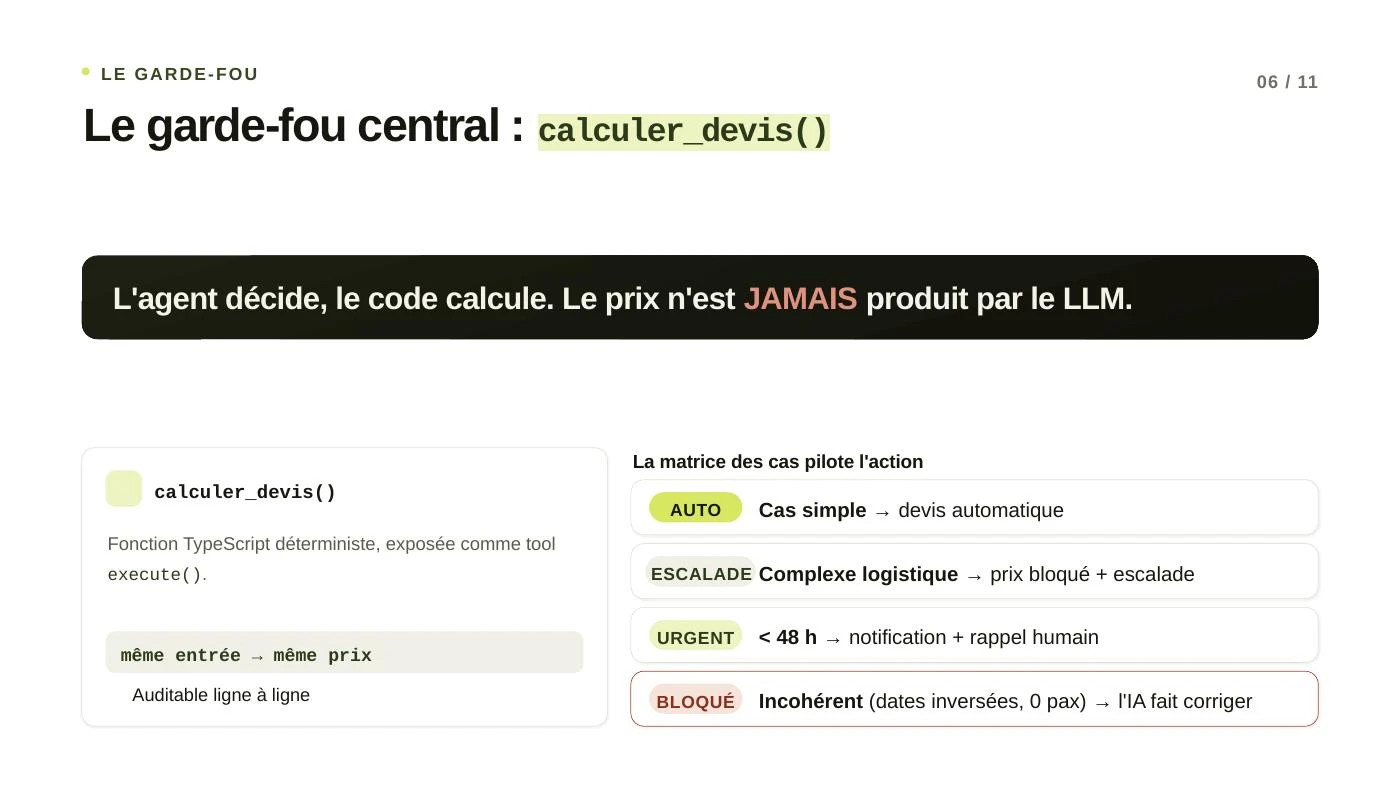 LE GARDE-FOU
06 / 11
Le garde-fou central : calculer_devis()
L'agent décide, le code calcule. Le prix n'est JAMAIS produit par le LLM.
calculer_devis()
Fonction TypeScript déterministe, exposée comme tool
execute().
même entrée → même prix
Auditable ligne à ligne
La matrice des cas pilote l'action
AUTO Cas simple → devis automatique
ESCALADE Complexe logistique → prix bloqué + escalade
URGENT < 48 h → notification + rappel humain
BLOQUÉ Incohérent (dates inversées, 0 pax) → l'IA fait corriger